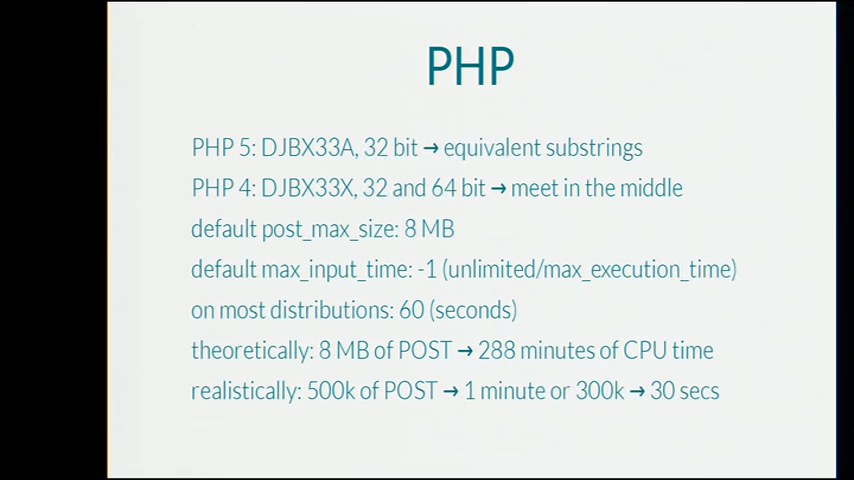 PHP
PHP 5: DJBX33A, 32 bit → equivalent substrings
PHP 4: DJBX33X, 32 and 64 bit → meet in the middle
default post_max_size: 8 MB
default max_input_time: -1 (unlimited/max_execution_time)
on most distributions: 60 (seconds)
theoretically: 8 MB of POST → 288 minutes of CPU time
realistically: 500k of POST → 1 minute or 300k → 30 secs